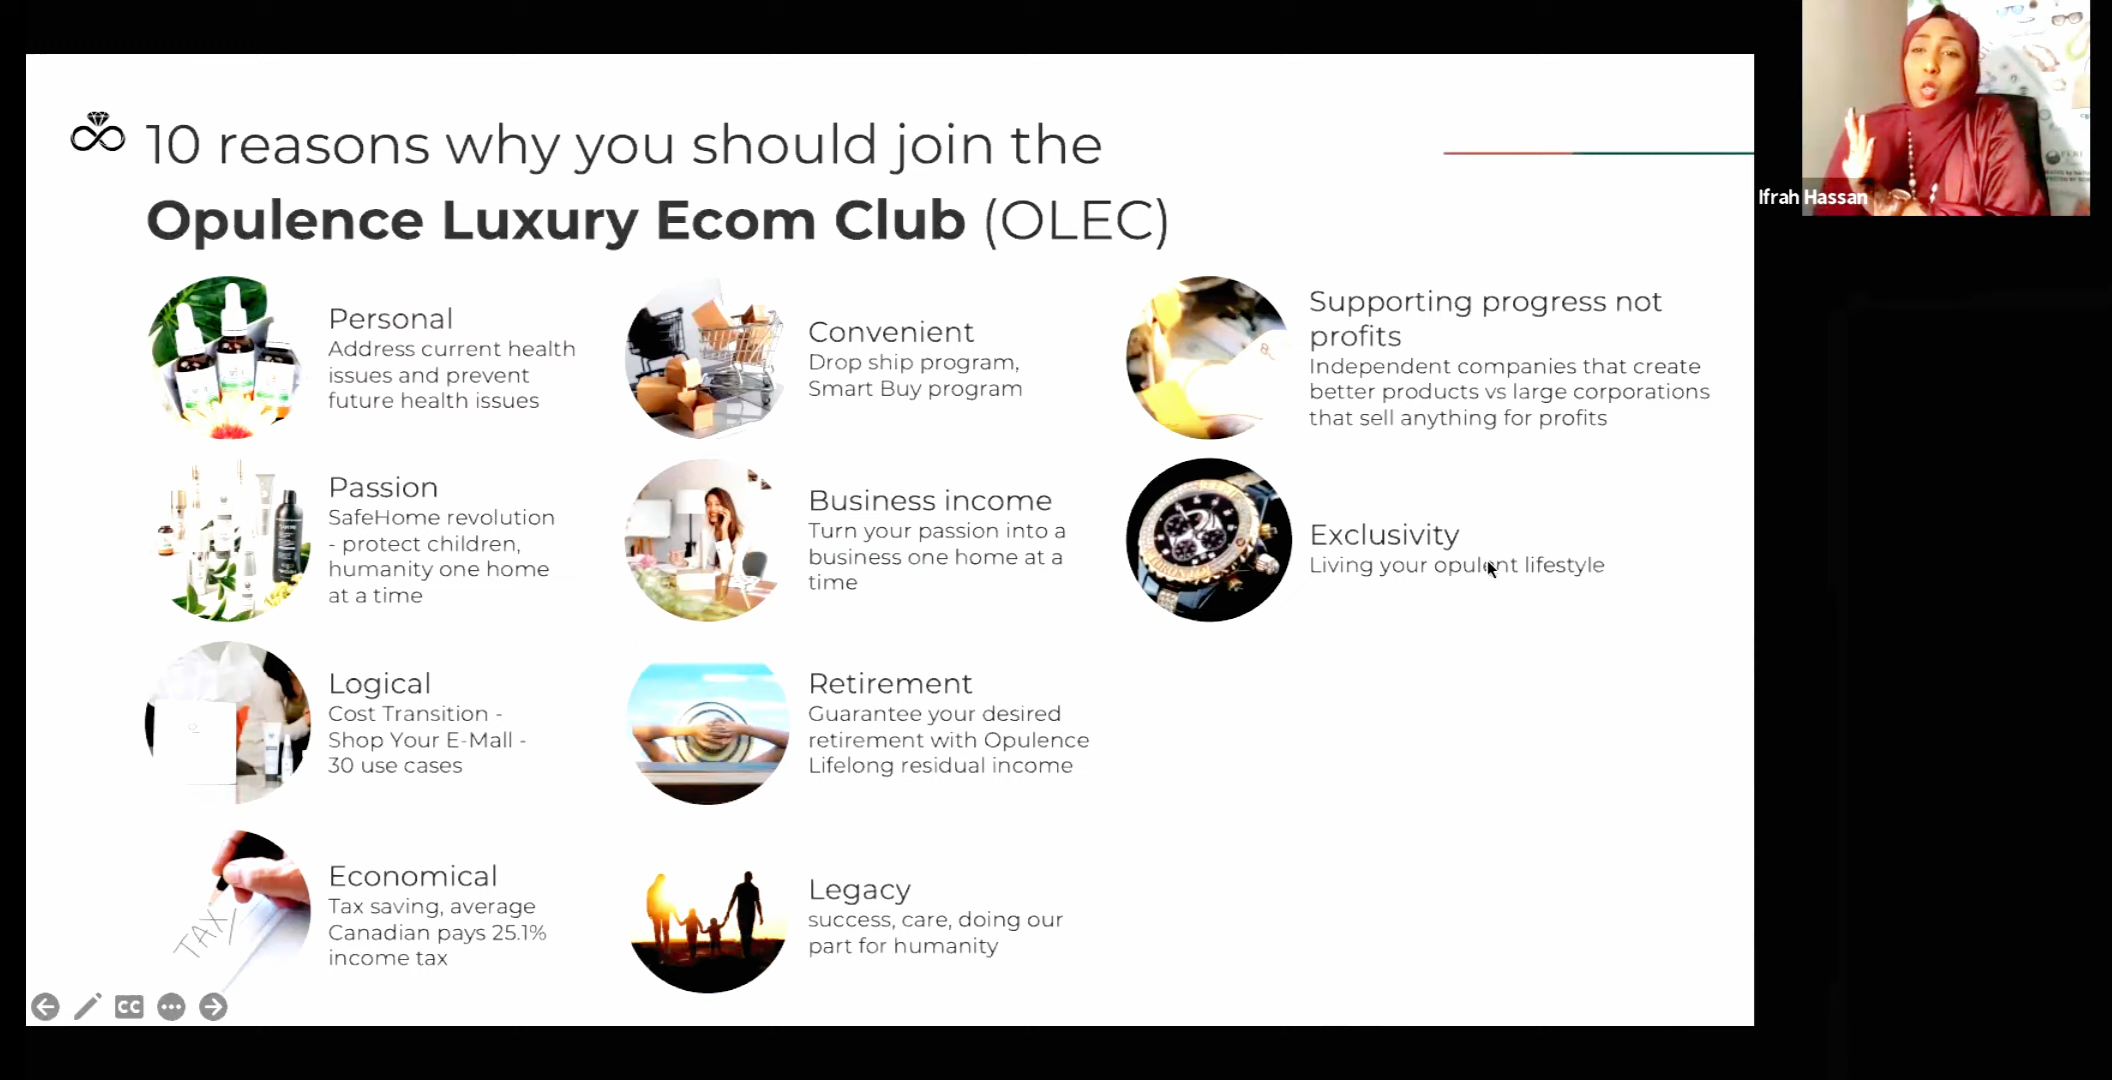 10 reasons why you should join the
Opulence Luxury Ecom Club (OLEC)
Personal
Address current health
issues and prevent
future health issues
Passion
SafeHome revolution
- protect children,
humanity one home
at a time
Logical
Cost Transition -
Shop Your E-Mall -
30 use cases
TAX
Economical
Tax saving, average
Canadian pays 25.1%
income tax
Convenient
Drop ship program,
Smart Buy program
Business income
Turn your passion into a
business one home at a
time
Retirement
Guarantee your desired
retirement with Opulence
Lifelong residual income
Legacy
success, care, doing our
part for humanity
Supporting progress not
profits
Independent companies that create
better products vs large corporations
that sell anything for profits
Exclusivity
Living your opulent lifestyle
CC
Ifrah Hassan